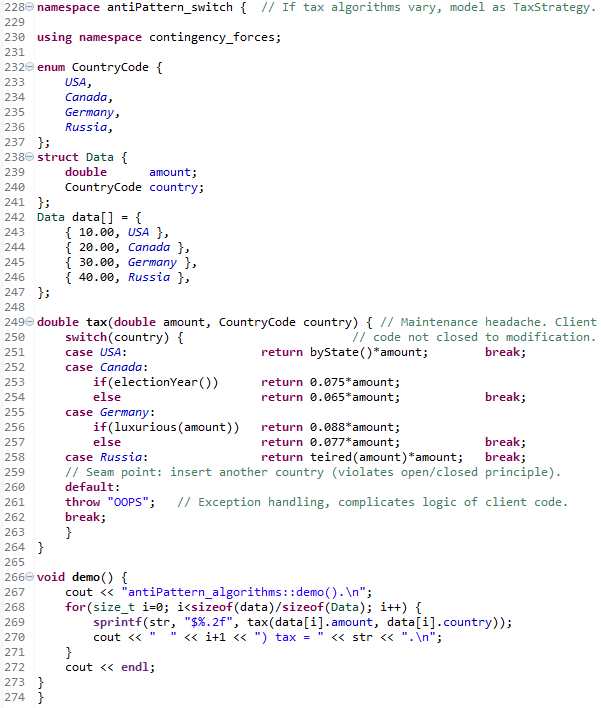 228 namespace antiPattern_switch {  // If tax algorithms vary, model as TaxStrategy.
229
230 using namespace contingency_forces;
231
232 enum CountryCode {
233     USA,
234     Canada,
235     Germany,
236     Russia,
237 };
238 struct Data {
239     double      amount;
240     CountryCode country;
241 };
242 Data data[] = {
243     { 10.00, USA },
244     { 20.00, Canada },
245     { 30.00, Germany },
246     { 40.00, Russia },
247 };
248
249 double tax(double amount, CountryCode country) { // Maintenance headache. Client
250     switch(country) {                        // code not closed to modification.
251     case USA:                   return byState()*amount;        break;
252     case Canada:
253         if(electionYear())      return 0.075*amount;
254         else                    return 0.065*amount;            break;
255     case Germany:
256         if(luxurious(amount))   return 0.088*amount;
257         else                    return 0.077*amount;            break;
258     case Russia:                return teired(amount)*amount;   break;
259     // Seam point: insert another country (violates open/closed principle).
260     default:
261     throw "OOPS";   // Exception handling, complicates logic of client code.
262     break;
263     }
264 }
265
266 void demo() {
267     cout << "antiPattern_algorithms::demo().\n";
268     for(size_t i=0; i<sizeof(data)/sizeof(Data); i++) {
269         sprintf(str, "$%.2f", tax(data[i].amount, data[i].country));
270         cout << "  " << i+1 << ") tax = " << str << ".\n";
271     }
272     cout << endl;
273 }
274 }